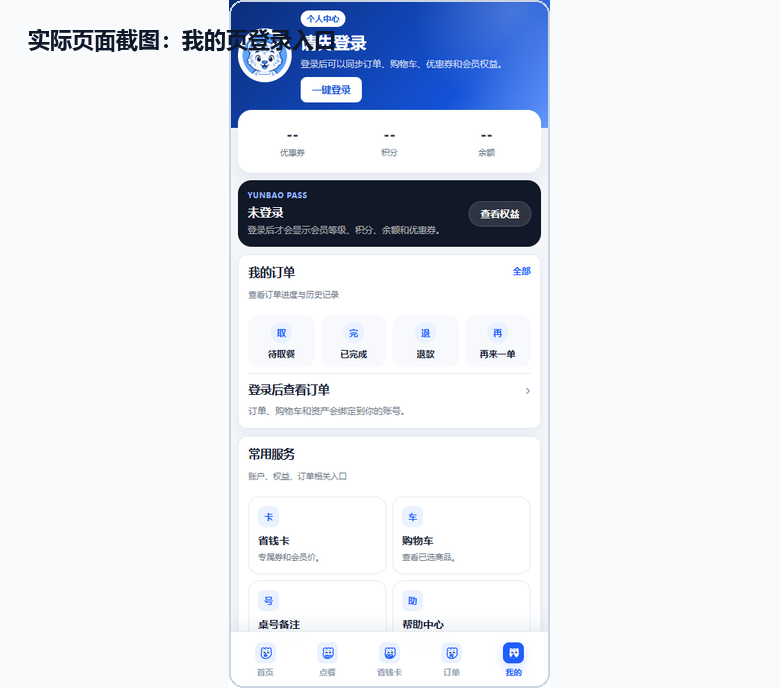 个人中心
实际页面截图：我的页登录入口
请先登录
登录后可以同步订单、购物车、优惠券和会员权益。
一键登录
-- -- --
优惠券 积分 余额
YUNBAO PASS
未登录
登录后才会显示会员等级、积分、余额和优惠券。
查看权益
我的订单 全部
查看订单进度与历史记录
取 完 退 再
待取餐 已完成 退款 再来一单
登录后查看订单
订单、购物车和资产会绑定到你的账号。
常用服务
账户、权益、订单相关入口
卡 车
省钱卡 购物车
专属券和会员价。 查看已选商品。
号 助
桌号备注 帮助中心
首页 点餐 省钱卡 订单 我的